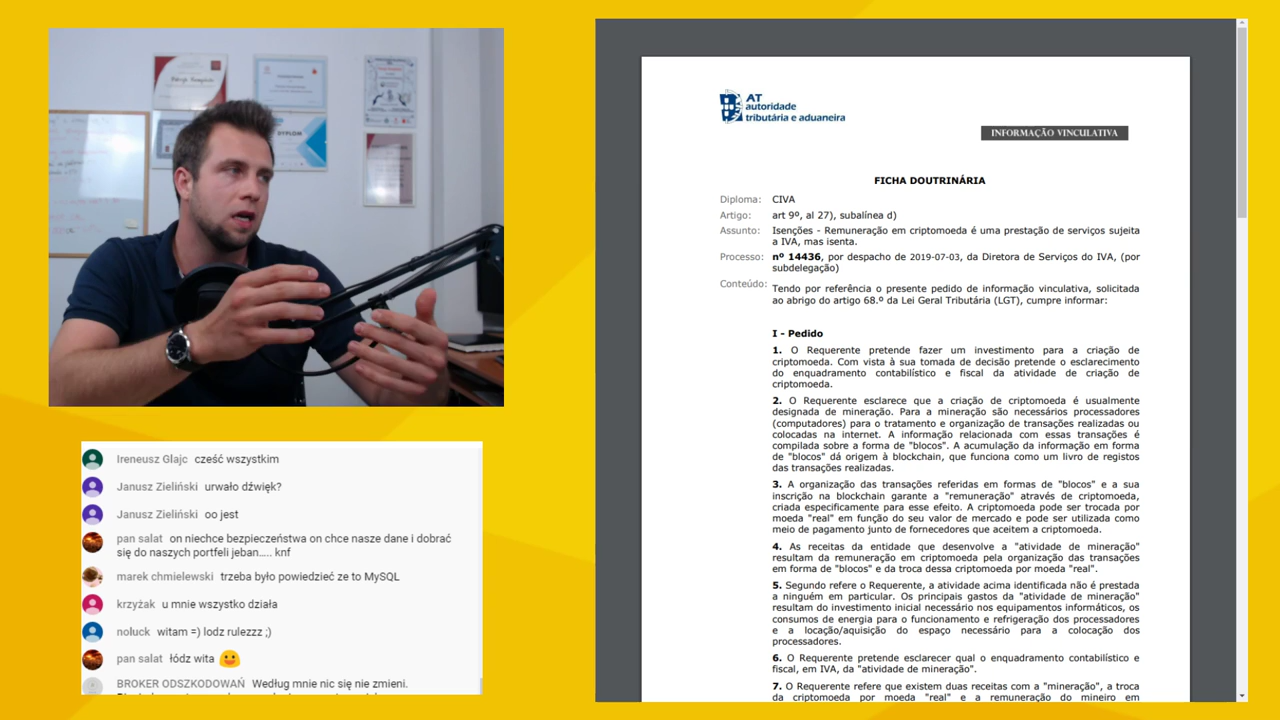 DYPLOM
Ireneusz Głajc cześć wszystkim
Janusz Zieliński urwało dźwięk?
Janusz Zieliński oo jest
pan salat on niechce bezpieczeństwa on chce nasze dani i dobrać
się do naszych portfeli jeban..... knf
marek chmielewski trzeba było powiedzieć ze to MySQL
krzyżak u mnie wszystko działa
nołuck witam =) lodz rulezzz ;)
pan salat łódz wita
BROKER ODSZKODOWAŃ Według mnie nic się nie zmieni.
AT
autoridade
tributária e aduaneira
INFORMAÇÃO VINCULATIVA
FICHA DOUTRINÁRIA
Diploma: CIVA
Artigo: art 9º, al 27), subalínea d)
Assunto: Isenções - Remuneração em criptomoeda é uma prestação de serviços sujeita
a IVA, mas isenta.
Processo: nº 14436, por despacho de 2019-07-03, da Diretora de Serviços do IVA, (por
subdelegação)
Conteúdo: Tendo por referência o presente pedido de informação vinculativa, solicitada
ao abrigo do artigo 68.º da Lei Geral Tributária (LGT), cumpre informar:
I - Pedido
1. O Requerente pretende fazer um investimento para a criação de
criptomoeda. Com vista à sua tomada de decisão pretende o esclarecimento
do enquadramento contabilístico e fiscal da atividade de criação de
criptomoeda.
2. O Requerente esclarece que a criação de criptomoeda é usualmente
designada de mineração. Para a mineração são necessários processadores
(computadores) para o tratamento e organização de transações realizadas ou
colocadas na internet. A informação relacionada com essas transações é
compilada sobre a forma de "blocos". A acumulação da informação em forma
de "blocos" dá origem à blockchain, que funciona como um livro de registos
das transações realizadas.
3. A organização das transações referidas em formas de "blocos" e a sua
inscrição na blockchain garante a "remuneração" através de criptomoeda,
criada especificamente para esse efeito. A criptomoeda pode ser trocada por
moeda "real" em função do seu valor de mercado e pode ser utilizada como
meio de pagamento junto de fornecedores que aceitem a criptomoeda.
4. As receitas da entidade que desenvolve a "atividade de mineração"
resultam da remuneração em criptomoeda pela organização das transações
em forma de "blocos" e da troca dessa criptomoeda por moeda "real".
5. Segundo refere o Requerente, a atividade acima identificada não é prestada
a ninguém em particular. Os principais gastos da "atividade de mineração"
resultam do investimento inicial necessário nos equipamentos informáticos, os
consumos de energia para o funcionamento e refrigeração dos processadores
e a locação/aquisição do espaço necessário para a colocação dos
processadores.
6. O Requerente pretende esclarecer qual o enquadramento contabilístico e
fiscal, em IVA, da "atividade de mineração".
7. O Requerente refere que existem duas receitas com a "mineração", a troca
da criptomoeda por moeda "real" e a remuneração do mineiro em